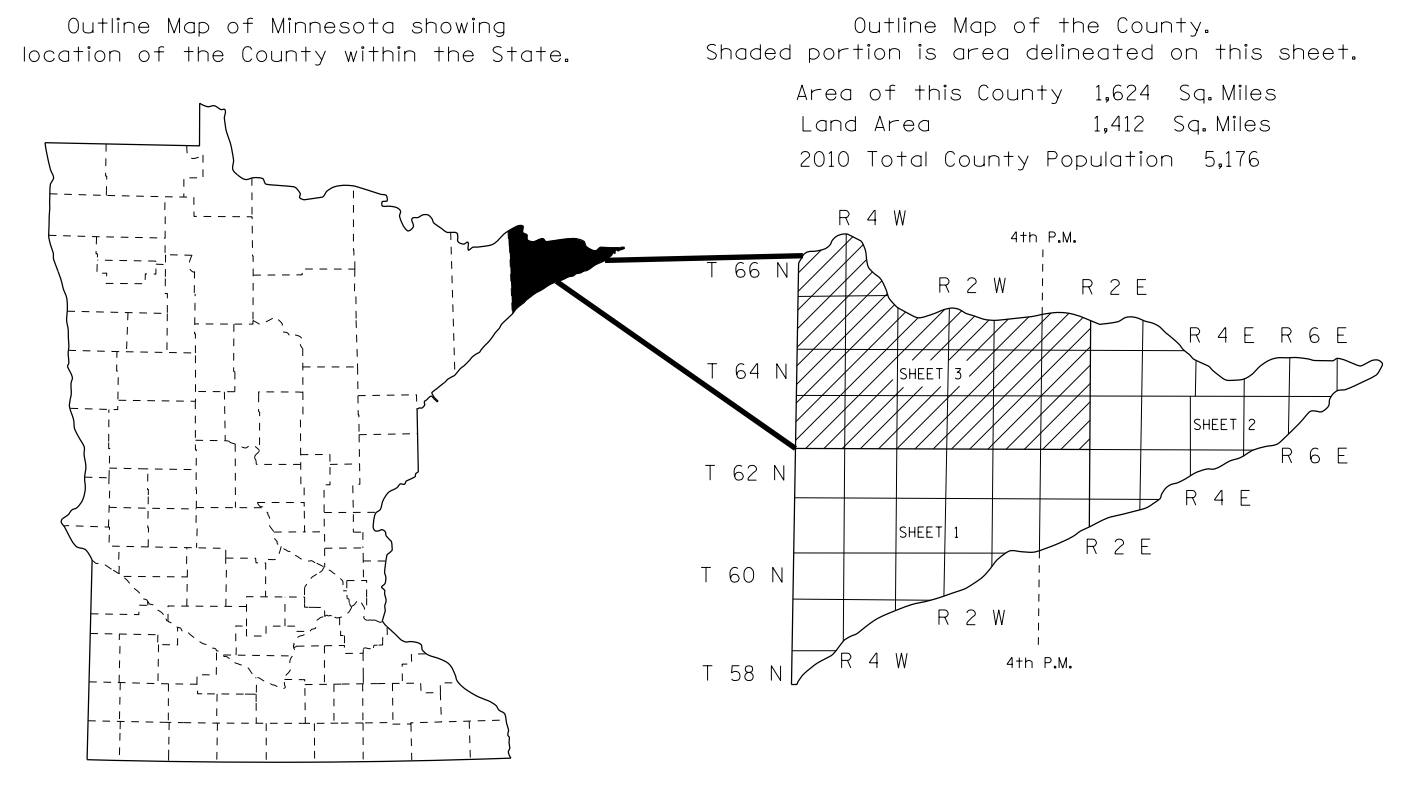 Outline Map of Minnesota showing
location of the County within the State.
Outline Map of the County.
Shaded portion is area delineated on this sheet.
Area of this County 1,624 Sq. Miles
Land Area 1,412 Sq. Miles
2010 Total County Population 5,176
R 4 W
4th P.M.
T 66 N
R 2 W
R 2 E
R 4 E
R 6 E
T 64 N
SHEET 3
SHEET 2
R 6 E
T 62 N
R 4 E
SHEET 1
R 2 E
T 60 N
R 2 W
R 4 W
4th P.M.
T 58 N